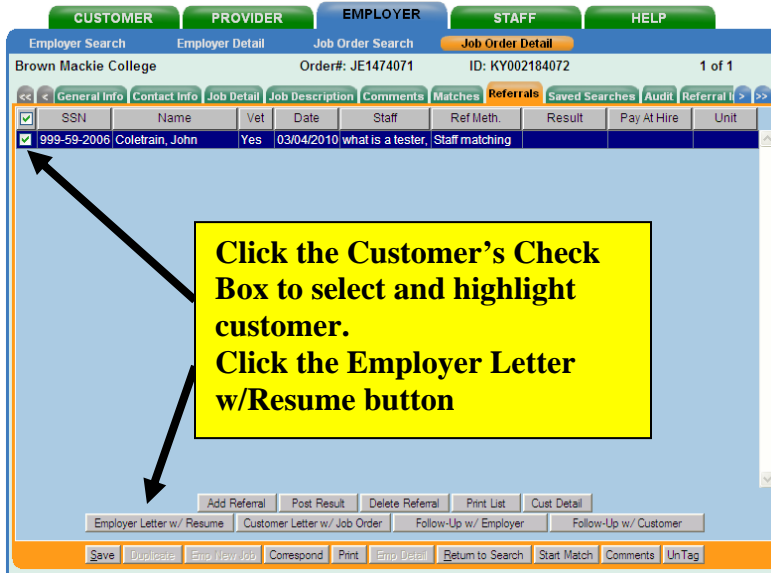 CUSTOMER PROVIDER EMPLOYER STAFF HELP
Employer Search Employer Detail Job Order Search Job Order Detail
Brown Mackie College Order#: JE1474071 ID: KY002184072 1 of 1
<< < General Info Contact Info Job Detail Job Description Comments Matches Referrals Saved Searches Audit Referral I > >>
SSN Name Vet Date Staff Ref Meth. Result Pay At Hire Unit
999-59-2006 Coletrain, John Yes 03/04/2010 what is a tester, Staff matching
Click the Customer's Check
Box to select and highlight
customer.
Click the Employer Letter
w/Resume button
Add Referral Post Result Delete Referral Print List Cust Detail
Employer Letter w/ Resume Customer Letter w/ Job Order Follow-Up w/ Employer Follow-Up w/ Customer
Save Duplicate Emp New Job Correspond Print Emp Detail Return to Search Start Match Comments UnTag